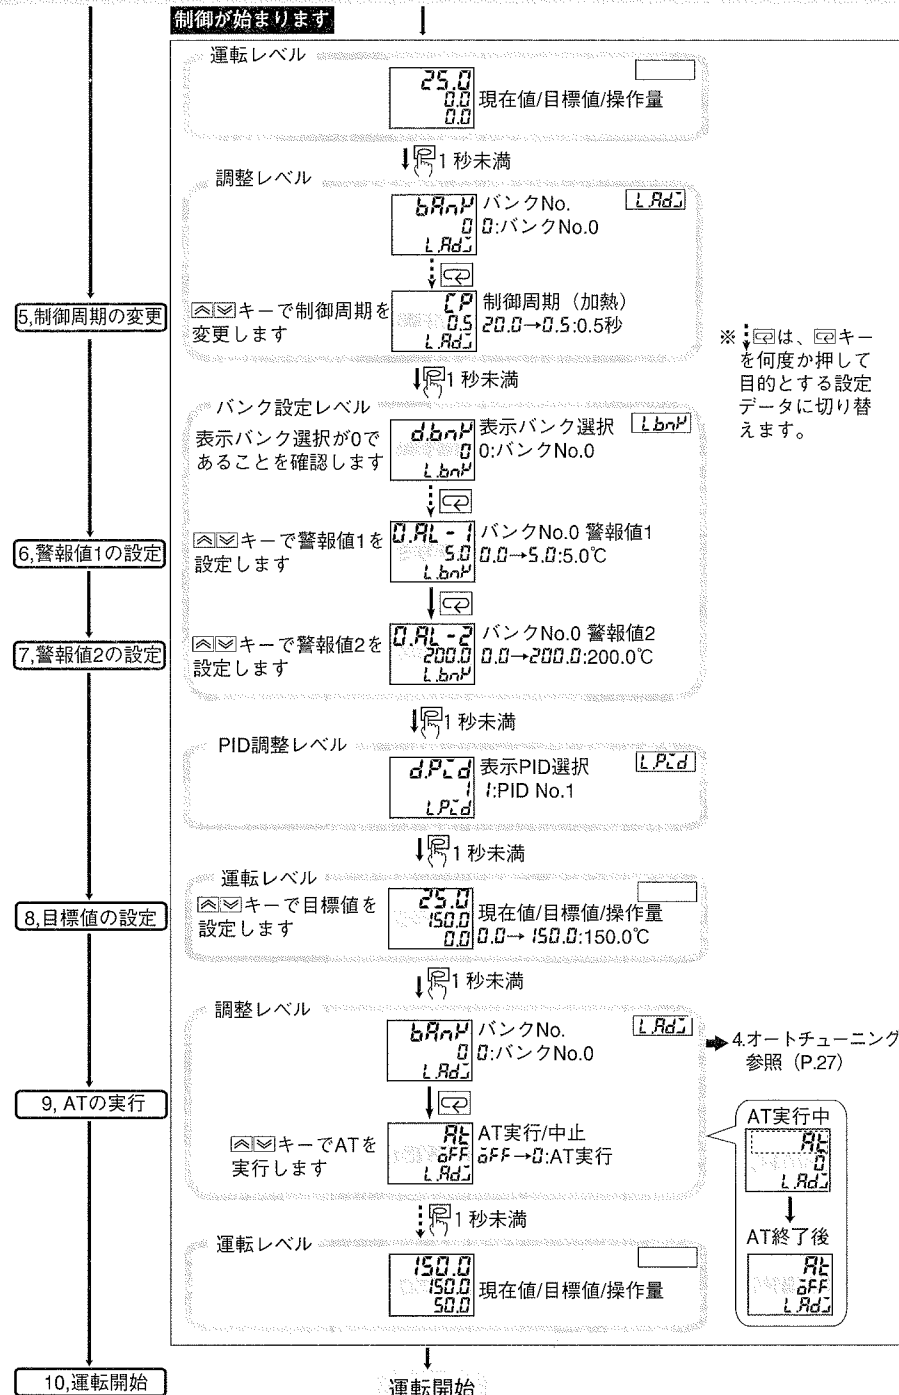 制御が始まります
運転レベル
25.0
0.0
0.0
現在値/目標値/操作量
1 秒未満
調整レベル
L.AdJ
bAnK
0
L.AdJ
バンクNo.
0:バンクNo.0
5,制御周期の変更
キーで制御周期を
変更します
CP
0.5
L.AdJ
制御周期(加熱)
20.0→0.5:0.5秒
※ は、 キー
を何度か押して
目的とする設定
データに切り替
えます。
1 秒未満
バンク設定レベル
L.bnK
表示バンク選択が0で
あることを確認します
d.bnK
0
L.bnK
表示バンク選択
0:バンクNo.0
6,警報値1の設定
キーで警報値1を
設定します
0.AL-1
5.0
L.bnK
バンクNo.0 警報値1
0.0→5.0:5.0℃
7,警報値2の設定
キーで警報値2を
設定します
0.AL-2
200.0
L.bnK
バンクNo.0 警報値2
0.0→200.0:200.0℃
1 秒未満
PID調整レベル
L.Pid
d.Pid
1
L.Pid
表示PID選択
1:PID No.1
1 秒未満
運転レベル
8,目標値の設定
キーで目標値を
設定します
25.0
150.0
0.0
現在値/目標値/操作量
0.0→150.0:150.0℃
1 秒未満
調整レベル
L.AdJ
bAnK
0
L.AdJ
バンクNo.
0:バンクNo.0
4.オートチューニング
参照(P.27)
9, ATの実行
キーでATを
実行します
At
oFF
L.AdJ
AT実行/中止
oFF→0:AT実行
AT実行中
At
0
L.AdJ
AT終了後
At
oFF
L.AdJ
1 秒未満
運転レベル
150.0
150.0
50.0
現在値/目標値/操作量
10,運転開始
運転開始